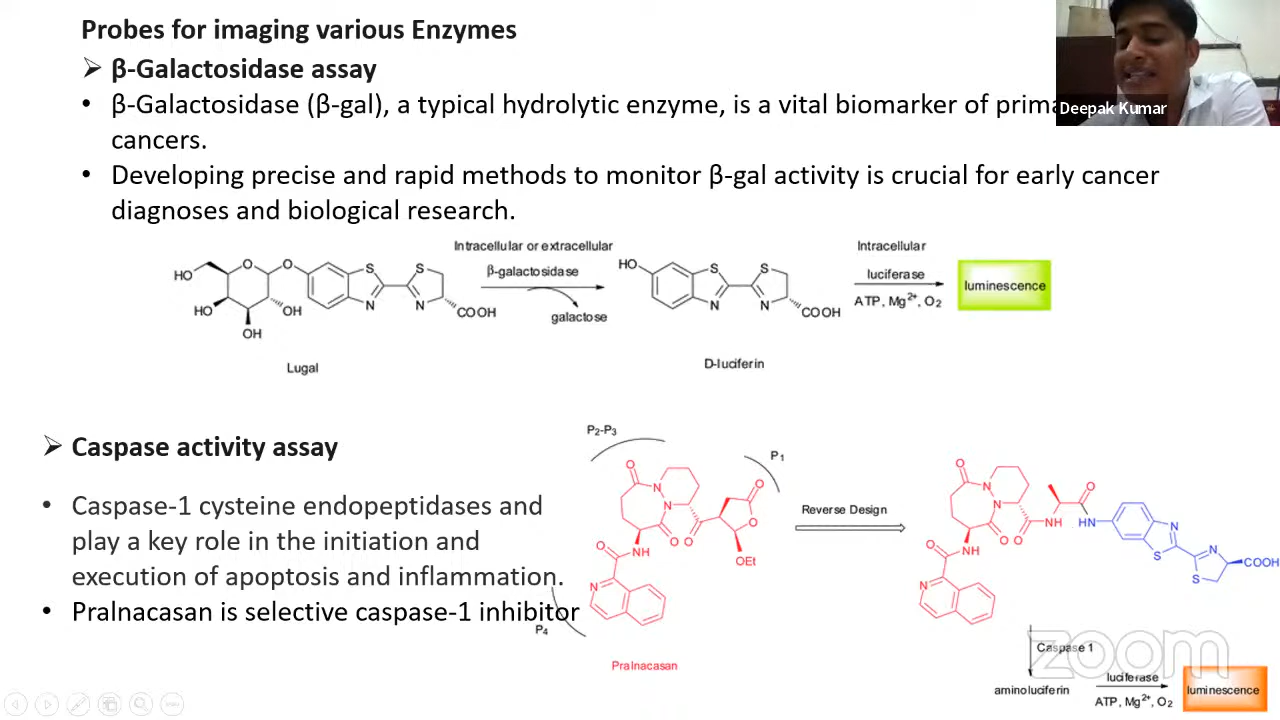 Probes for imaging various Enzymes
➢ β-Galactosidase assay
• β-Galactosidase (β-gal), a typical hydrolytic enzyme, is a vital biomarker of
cancers.
Deepak Kumar
• Developing precise and rapid methods to monitor β-gal activity is crucial for early cancer
diagnoses and biological research.
Intracellular or extracellular
β-galactosidase
galactose
Intracellular
luciferase
ATP, Mg²⁺, O₂
luminescence
HO
O
O
S
S
N
N
COOH
HO
OH
OH
Lugal
HO
S
S
N
N
COOH
D-luciferin
➢ Caspase activity assay
• Caspase-1 cysteine endopeptidases and
play a key role in the initiation and
execution of apoptosis and inflammation.
• Pralnacasan is selective caspase-1 inhibitor
P₂-P₃
P₁
P₄
O
N
N
O
O
O
O
OEt
O
NH
N
Pralnacasan
Reverse Design
O
N
N
O
O
NH
O
HN
O
NH
N
N
S
N
S
COOH
Caspase 1
aminoluciferin
luciferase
ATP, Mg²⁺, O₂
luminescence
zoom